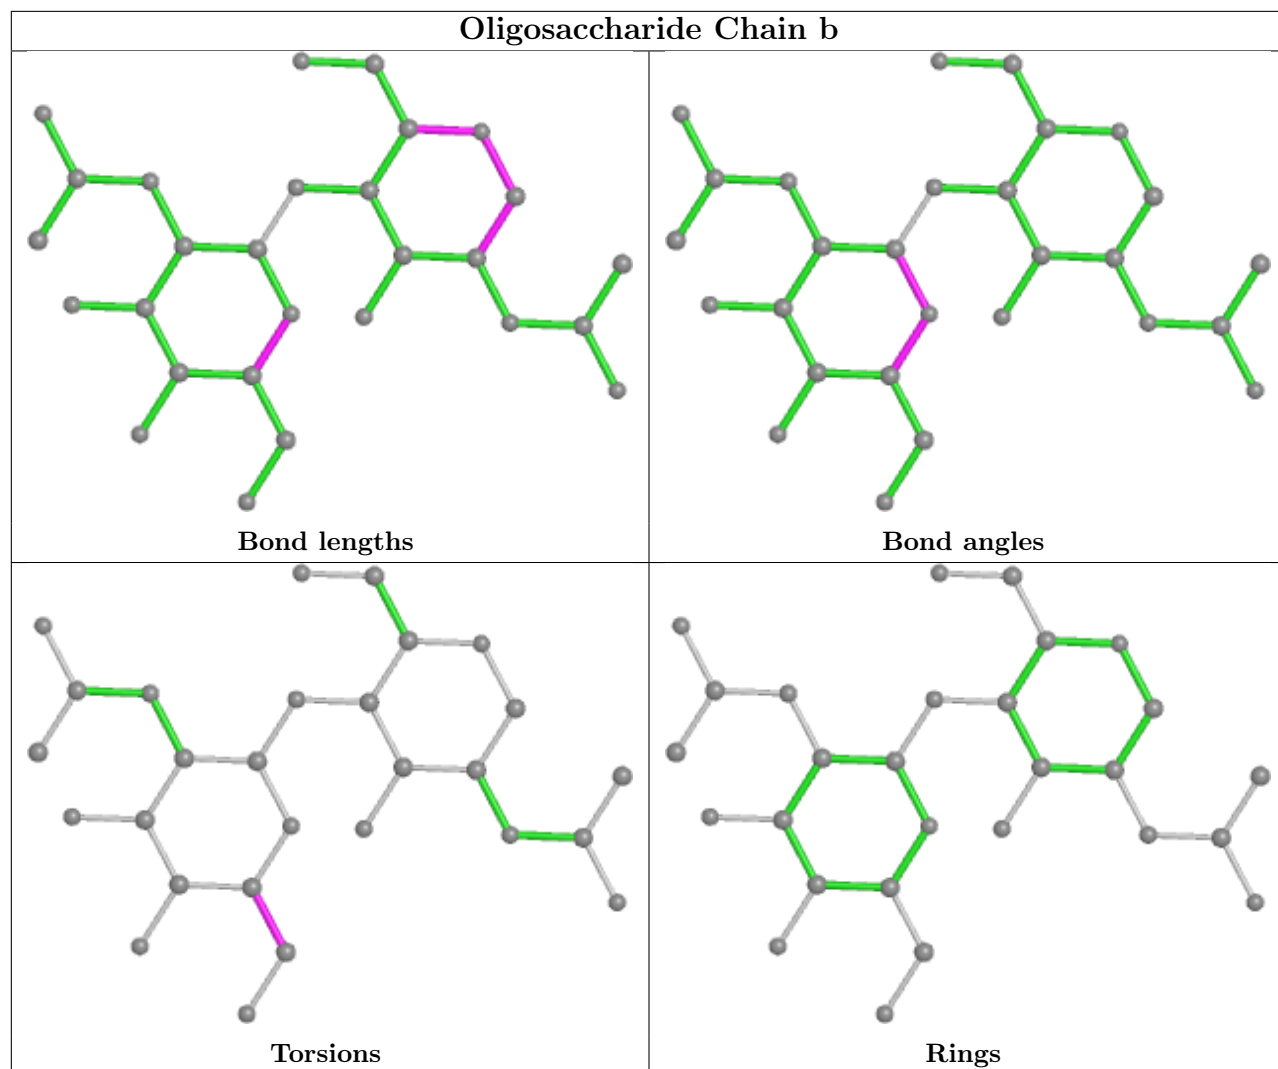 Oligosaccharide Chain b
Bond lengths
Bond angles
Torsions
Rings